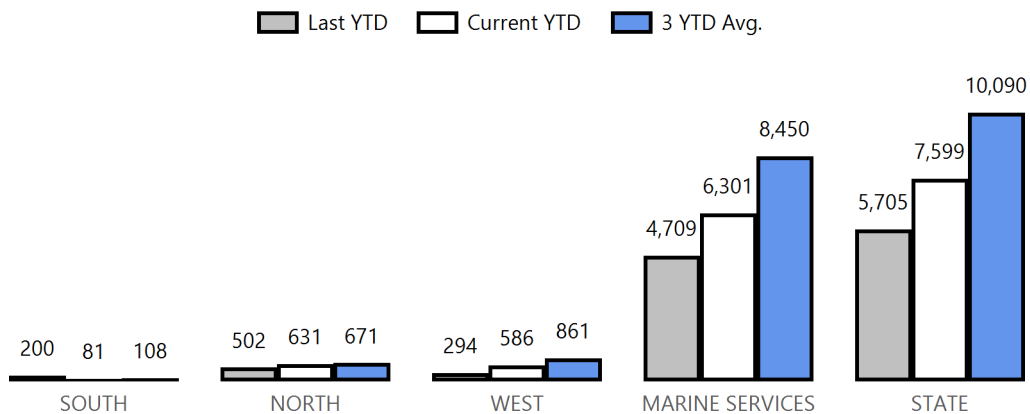 Last YTD Current YTD 3 YTD Avg.
10,090
8,450
7,599
6,301
5,705
4,709
200 81 108 502 631 671 294 586 861
SOUTH NORTH WEST MARINE SERVICES STATE